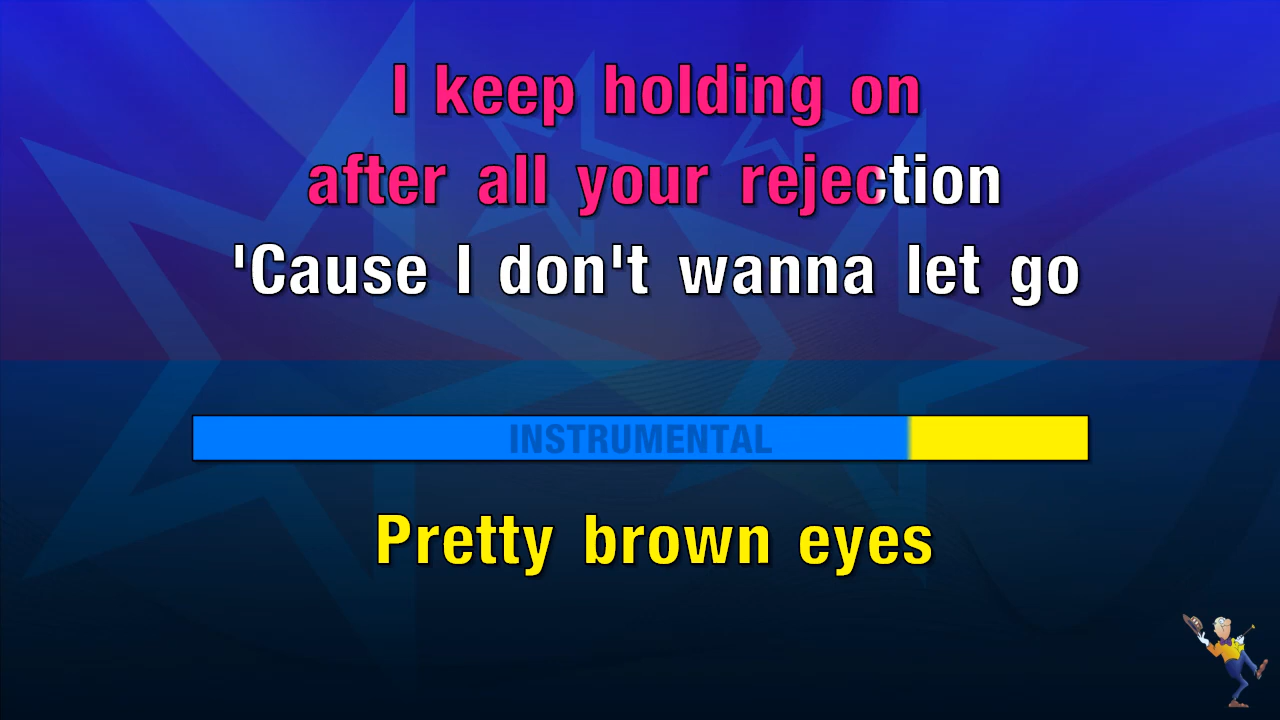 I keep holding on
after all your rejection
'Cause I don't wanna let go
INSTRUMENTAL
Pretty brown eyes